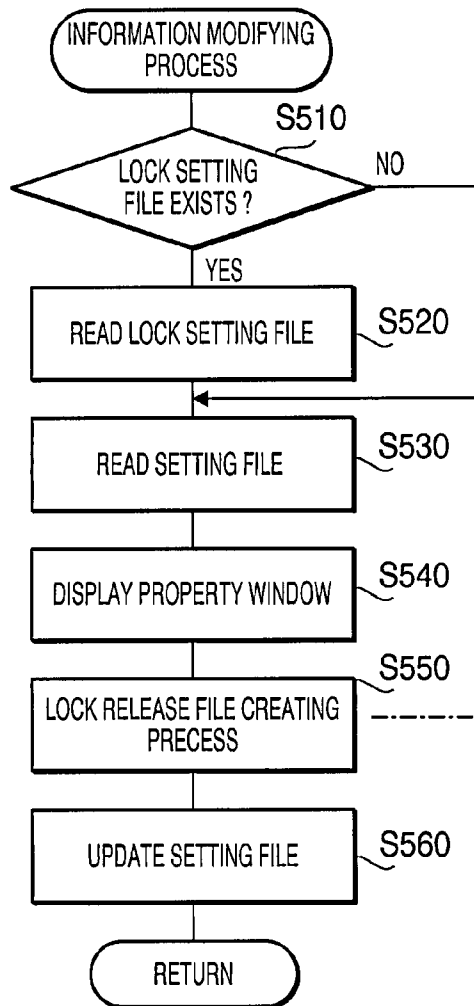 INFORMATION MODIFYING
PROCESS
S510
LOCK SETTING
FILE EXISTS ?
NO
YES
READ LOCK SETTING FILE
S520
READ SETTING FILE
S530
DISPLAY PROPERTY WINDOW
S540
S550
LOCK RELEASE FILE CREATING
PRECESS
UPDATE SETTING FILE
S560
RETURN